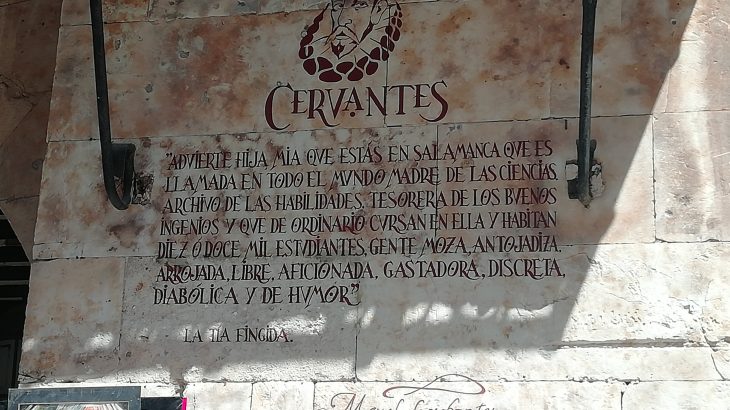 CERVANTES
"ADVIERTE HIJA MIA QUE ESTÁS EN SALAMANCA QUE ES
LLAMADA EN TODO EL MUNDO MADRE DE LAS CIENCIAS,
ARCHIVO DE LAS HABILIDADES, TESORERA DE LOS BUENOS
INGENIOS Y QUE DE ORDINARIO CURSAN EN ELLA Y HABITAN
DIEZ Ó DOCE MIL ESTUDIANTES, GENTE MOZA, ANTOJADIZA,
ARROJADA, LIBRE, AFICIONADA, GASTADORA, DISCRETA,
DIABÓLICA Y DE HUMOR".
LA TÍA FINGIDA.
Miguel